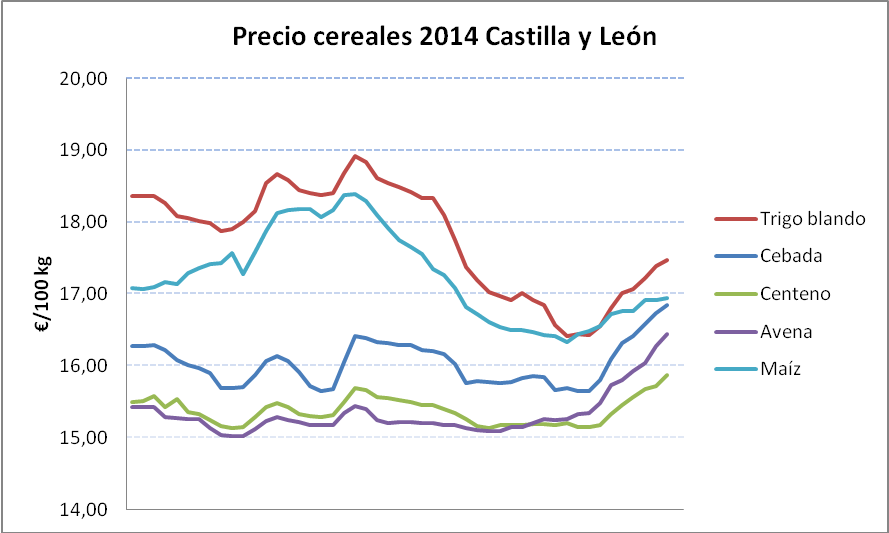 Precio cereales 2014 Castilla y León
20,00
19,00
18,00
17,00
16,00
15,00
14,00
€/100 kg
Trigo blando
Cebada
Centeno
Avena
Maíz